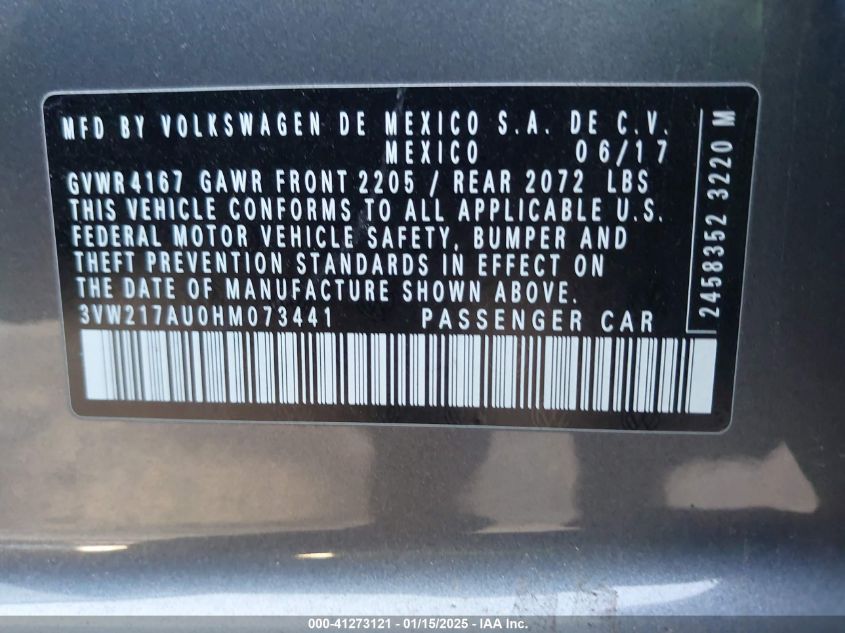 MFD BY VOLKSWAGEN DE MEXICO S.A. DE C.V.
MEXICO 06/17
GVWR 4167 GAWR FRONT 2205 / REAR 2072 LBS
THIS VEHICLE CONFORMS TO ALL APPLICABLE U.S.
FEDERAL MOTOR VEHICLE SAFETY, BUMPER AND
THEFT PREVENTION STANDARDS IN EFFECT ON
THE DATE OF MANUFACTURE SHOWN ABOVE.
3VW217AU0HM073441 PASSENGER CAR
2458352 3220 M
000-41273121 - 01/15/2025 - IAA Inc.